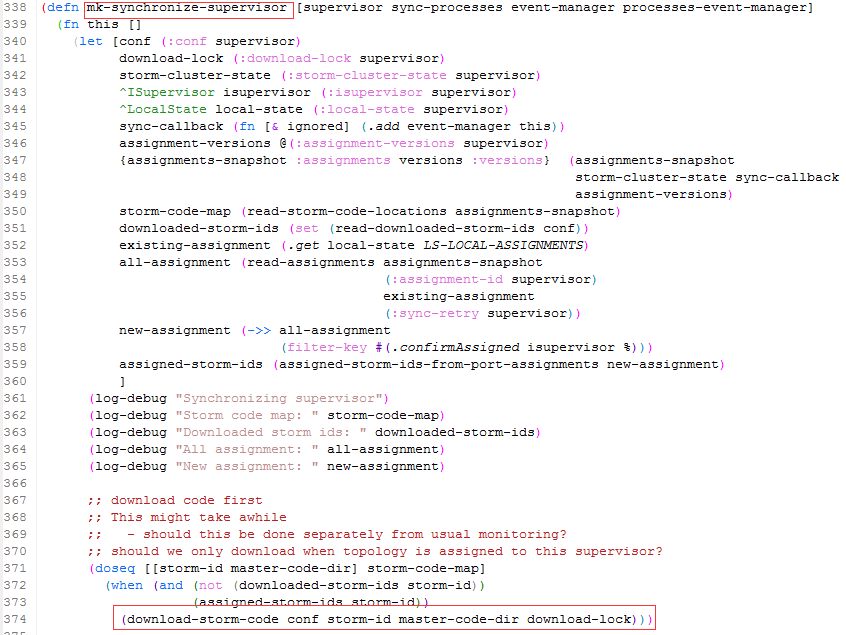 338 (defn mk-synchronize-supervisor [supervisor sync-processes event-manager processes-event-manager]
339   (fn this []
340     (let [conf (:conf supervisor)
341           download-lock (:download-lock supervisor)
342           storm-cluster-state (:storm-cluster-state supervisor)
343           ^ISupervisor isupervisor (:isupervisor supervisor)
344           ^LocalState local-state (:local-state supervisor)
345           sync-callback (fn [& ignored] (.add event-manager this))
346           assignment-versions @(:assignment-versions supervisor)
347           {assignments-snapshot :assignments versions :versions}  (assignments-snapshot
348                                                                    storm-cluster-state sync-callback
349                                                                    assignment-versions)
350           storm-code-map (read-storm-code-locations assignments-snapshot)
351           downloaded-storm-ids (set (read-downloaded-storm-ids conf))
352           existing-assignment (.get local-state LS-LOCAL-ASSIGNMENTS)
353           all-assignment (read-assignments assignments-snapshot
354                                            (:assignment-id supervisor)
355                                            existing-assignment
356                                            (:sync-retry supervisor))
357           new-assignment (->> all-assignment
358                               (filter-key #(.confirmAssigned isupervisor %)))
359           assigned-storm-ids (assigned-storm-ids-from-port-assignments new-assignment)
360           ]
361       (log-debug "Synchronizing supervisor")
362       (log-debug "Storm code map: " storm-code-map)
363       (log-debug "Downloaded storm ids: " downloaded-storm-ids)
364       (log-debug "All assignment: " all-assignment)
365       (log-debug "New assignment: " new-assignment)
366
367       ;; download code first
368       ;; This might take awhile
369       ;;   - should this be done separately from usual monitoring?
370       ;; should we only download when topology is assigned to this supervisor?
371       (doseq [[storm-id master-code-dir] storm-code-map]
372         (when (and (not (downloaded-storm-ids storm-id))
373                    (assigned-storm-ids storm-id))
374           (download-storm-code conf storm-id master-code-dir download-lock)))